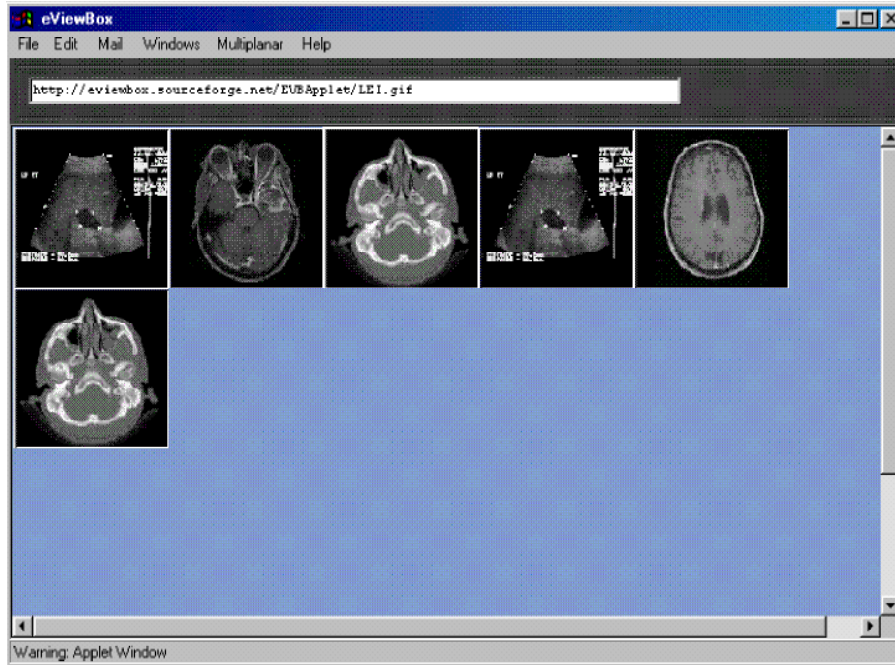 eViewBox
File Edit Mail Windows Multiplanar Help
http://eviewbox.sourceforge.net/EVBApplet/LEI.gif
Warning: Applet Window